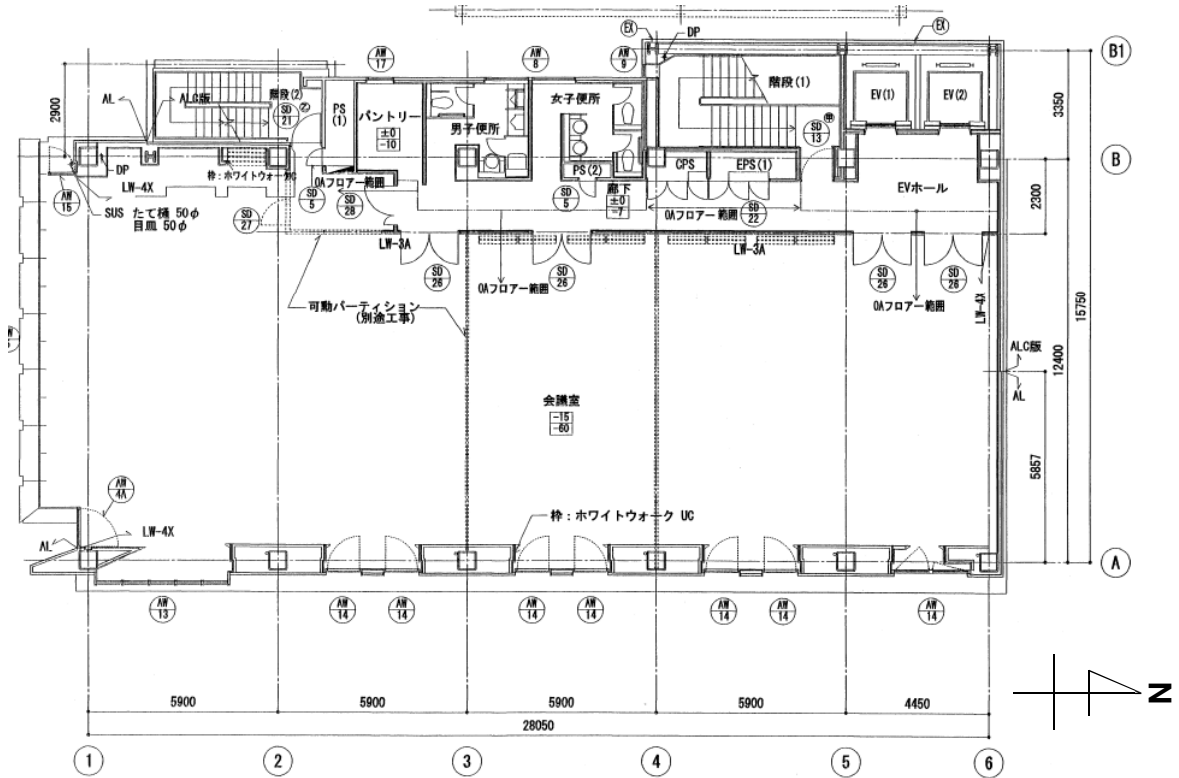 EX
DP
EX
B1
AW
17
AW
8
AW
9
階段(1)
階段(2)
SD
21
PS
(1)
パントリー
±0
-10
男子便所
女子便所
SD
13
EV(1)
EV(2)
AL
ALC版
2900
3350
DP
枠:ホワイトウォークUC
LW-4X
AW
15
SUS たて樋 50φ
目皿 50φ
SD
27
SD
5
OAフロアー範囲
SD
28
PS(2)
SD
5
廊下
±0
-7
CPS
EPS(1)
OAフロアー範囲
SD
22
EVホール
B
2300
LW-3A
SD
26
OAフロアー範囲
SD
26
LW-3A
SD
26
SD
26
OAフロアー範囲
LW-4X
可動パーティション
(別途工事)
15750
12400
ALC版
AL
会議室
-15
-60
5857
AW
4A
LW-4X
AL
枠:ホワイトウォーク UC
A
AW
13
AW
14
AW
14
AW
14
AW
14
AW
14
AW
14
AW
14
N
5900
5900
5900
5900
4450
28050
1
2
3
4
5
6